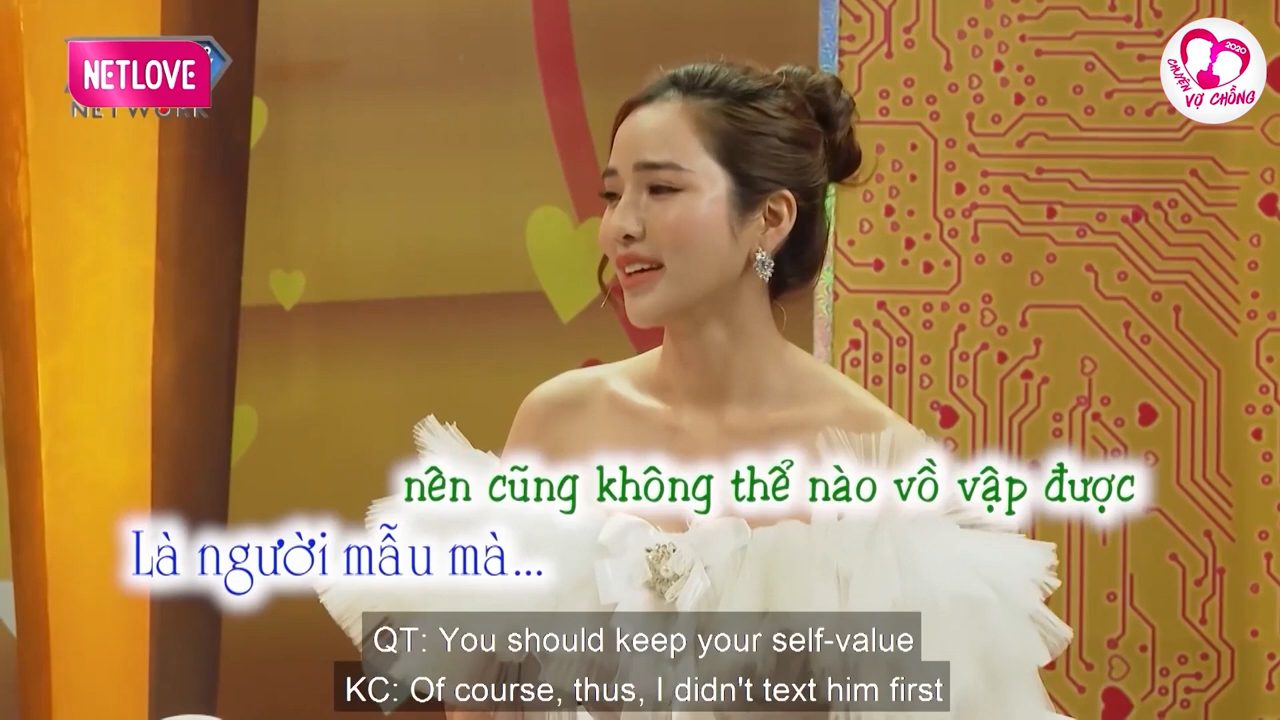 NETLOVE
NETWORK
2020
CHUYỆN
VỢ CHỒNG
nên cũng không thể nào vồ vập được
Là người mẫu mà...
QT: You should keep your self-value
KC: Of course, thus, I didn't text him first